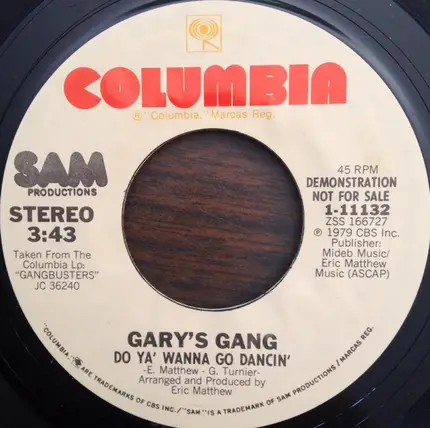 COLUMBIA
® "Columbia," Marcas Reg.
SAM
PRODUCTIONS
STEREO
3:43
Taken From The
Columbia Lp:
"GANGBUSTERS"
JC 36240
45 RPM
DEMONSTRATION
NOT FOR SALE
1-11132
ZSS 166727
℗ 1979 CBS Inc.
Publisher:
Mideb Music/
Eric Matthew
Music (ASCAP)
GARY'S GANG
DO YA' WANNA GO DANCIN'
-E. Matthew - G. Turnier-
Arranged and Produced by
Eric Matthew
"COLUMBIA," ARE TRADEMARKS OF CBS INC./"SAM" IS A TRADEMARK OF SAM PRODUCTIONS/MARCAS REG.